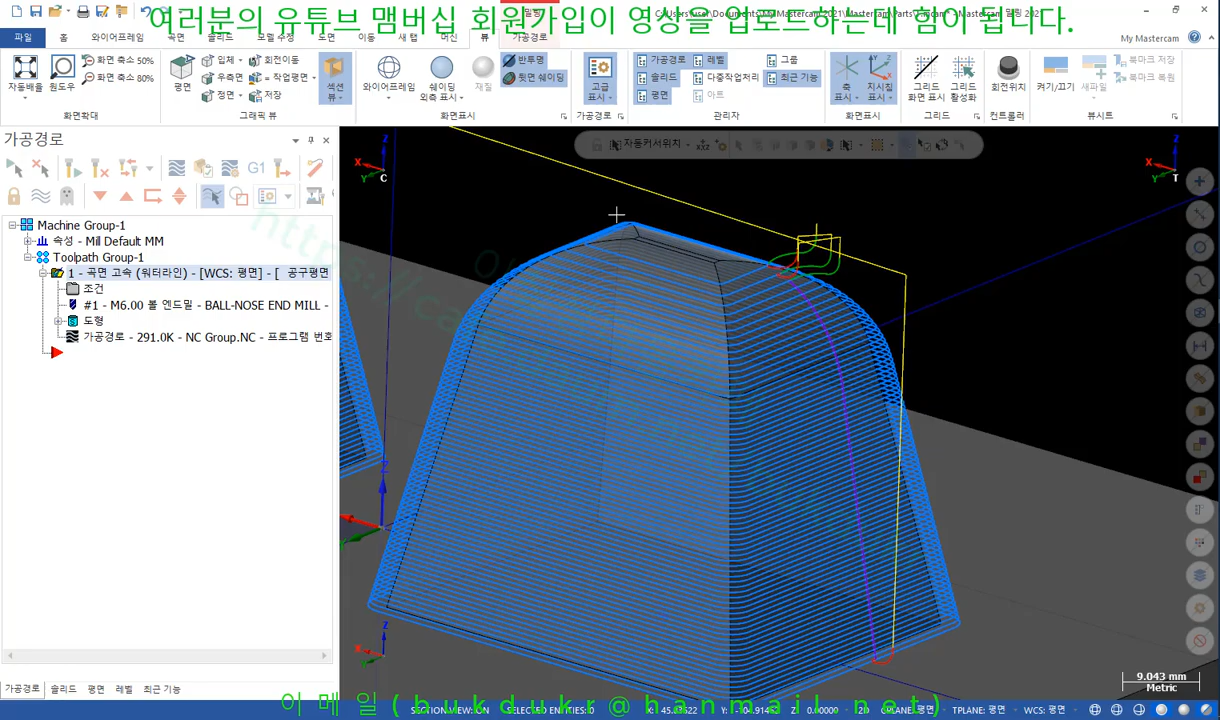 여러분의 유튜브 맴버십 회원가입이 영상을 업로드하는데 힘이 됩니다.
My Mastercam
파일 홈 와이어프레임 곡면 솔리드 모델 수정 도면 이동 새 탭 머신 뷰 가공경로
자동배율 원도우 화면 축소 50% 화면 축소 80%
화면확대
평면 입체 우측면 정면 회전이동 = 작업평면 저장 섹션 뷰
그래픽 뷰
와이어프레임 쉐이딩 외축 표시 재질 반투명 뒷면 쉐이딩
화면표시
고급 표시
가공경로
가공경로 솔리드 평면 레벨 다중작업처리 아트 그룹 최근 기능
관리자
축 표시 지시침 표시
화면표시
그리드 화면 표시 그리드 활성화
그리드
회전위치
컨트롤러
켜기/끄기 새파일 북마크 저장 북마크 복원
뷰시트
가공경로
G1
자동커서위치
Machine Group-1
속성 - Mill Default MM
Toolpath Group-1
1 - 곡면 고속 (워터라인) - [WCS: 평면] - [ 공구평면
조건
#1 - M6.00 볼 엔드밀 - BALL-NOSE END MILL -
도형
가공경로 - 291.0K - NC Group.NC - 프로그램 번호
Z X Y C
Z X Y T
Z
Z X
9.043 mm
Metric
가공경로 솔리드 평면 레벨 최근 기능
이 메 일 ( b u k d u k r @ h a n m a i l . n e t )
SECTION VIEW: ON SELECTED ENTITIES: 0 TPLANE: 평면 WCS: 평면